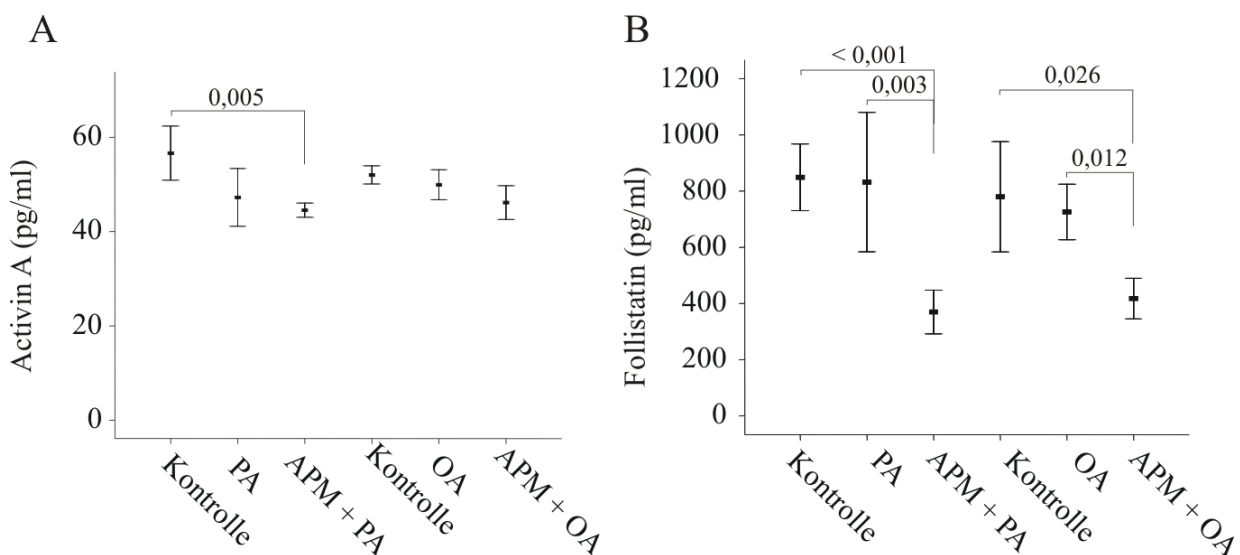 A
0,005
60
40
20
0
Activin A (pg/ml)
Kontrolle
PA
APM + PA
Kontrolle
OA
APM + OA
B
< 0,001
0,003
0,026
0,012
1200
1000
800
600
400
200
0
Follistatin (pg/ml)
Kontrolle
PA
APM + PA
Kontrolle
OA
APM + OA